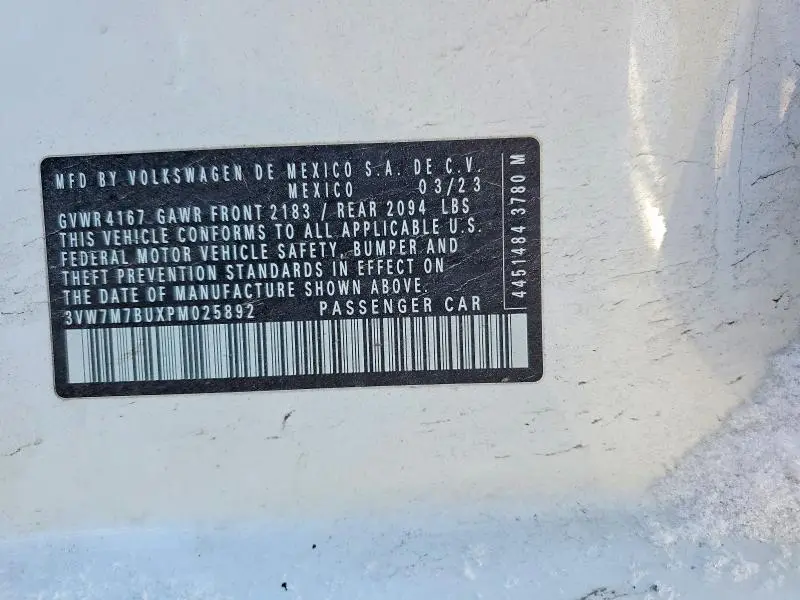 MFD BY VOLKSWAGEN DE MEXICO S.A. DE C.V.
MEXICO 03/23
GVWR 4167 GAWR FRONT 2183 / REAR 2094 LBS
THIS VEHICLE CONFORMS TO ALL APPLICABLE U.S.
FEDERAL MOTOR VEHICLE SAFETY, BUMPER AND
THEFT PREVENTION STANDARDS IN EFFECT ON
THE DATE OF MANUFACTURE SHOWN ABOVE.
3VW7M7BUXPM025892 PASSENGER CAR
4451484 3780 M